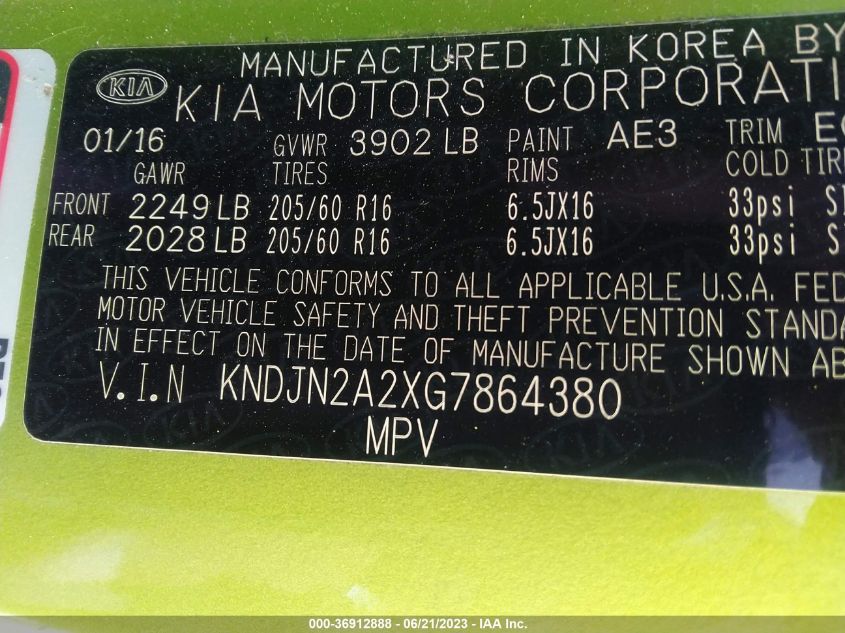 MANUFACTURED IN KOREA BY
KIA KIA MOTORS CORPORATI
01/16 GVWR 3902 LB PAINT AE3 TRIM
GAWR TIRES RIMS COLD TIRE
FRONT 2249 LB 205/60 R16 6.5JX16 33psi
REAR 2028 LB 205/60 R16 6.5JX16 33psi
THIS VEHICLE CONFORMS TO ALL APPLICABLE U.S.A. FED
MOTOR VEHICLE SAFETY AND THEFT PREVENTION STANDA
IN EFFECT ON THE DATE OF MANUFACTURE SHOWN AB
V.I.N KNDJN2A2XG7864380
MPV
000-36912888 - 06/21/2023 - IAA Inc.